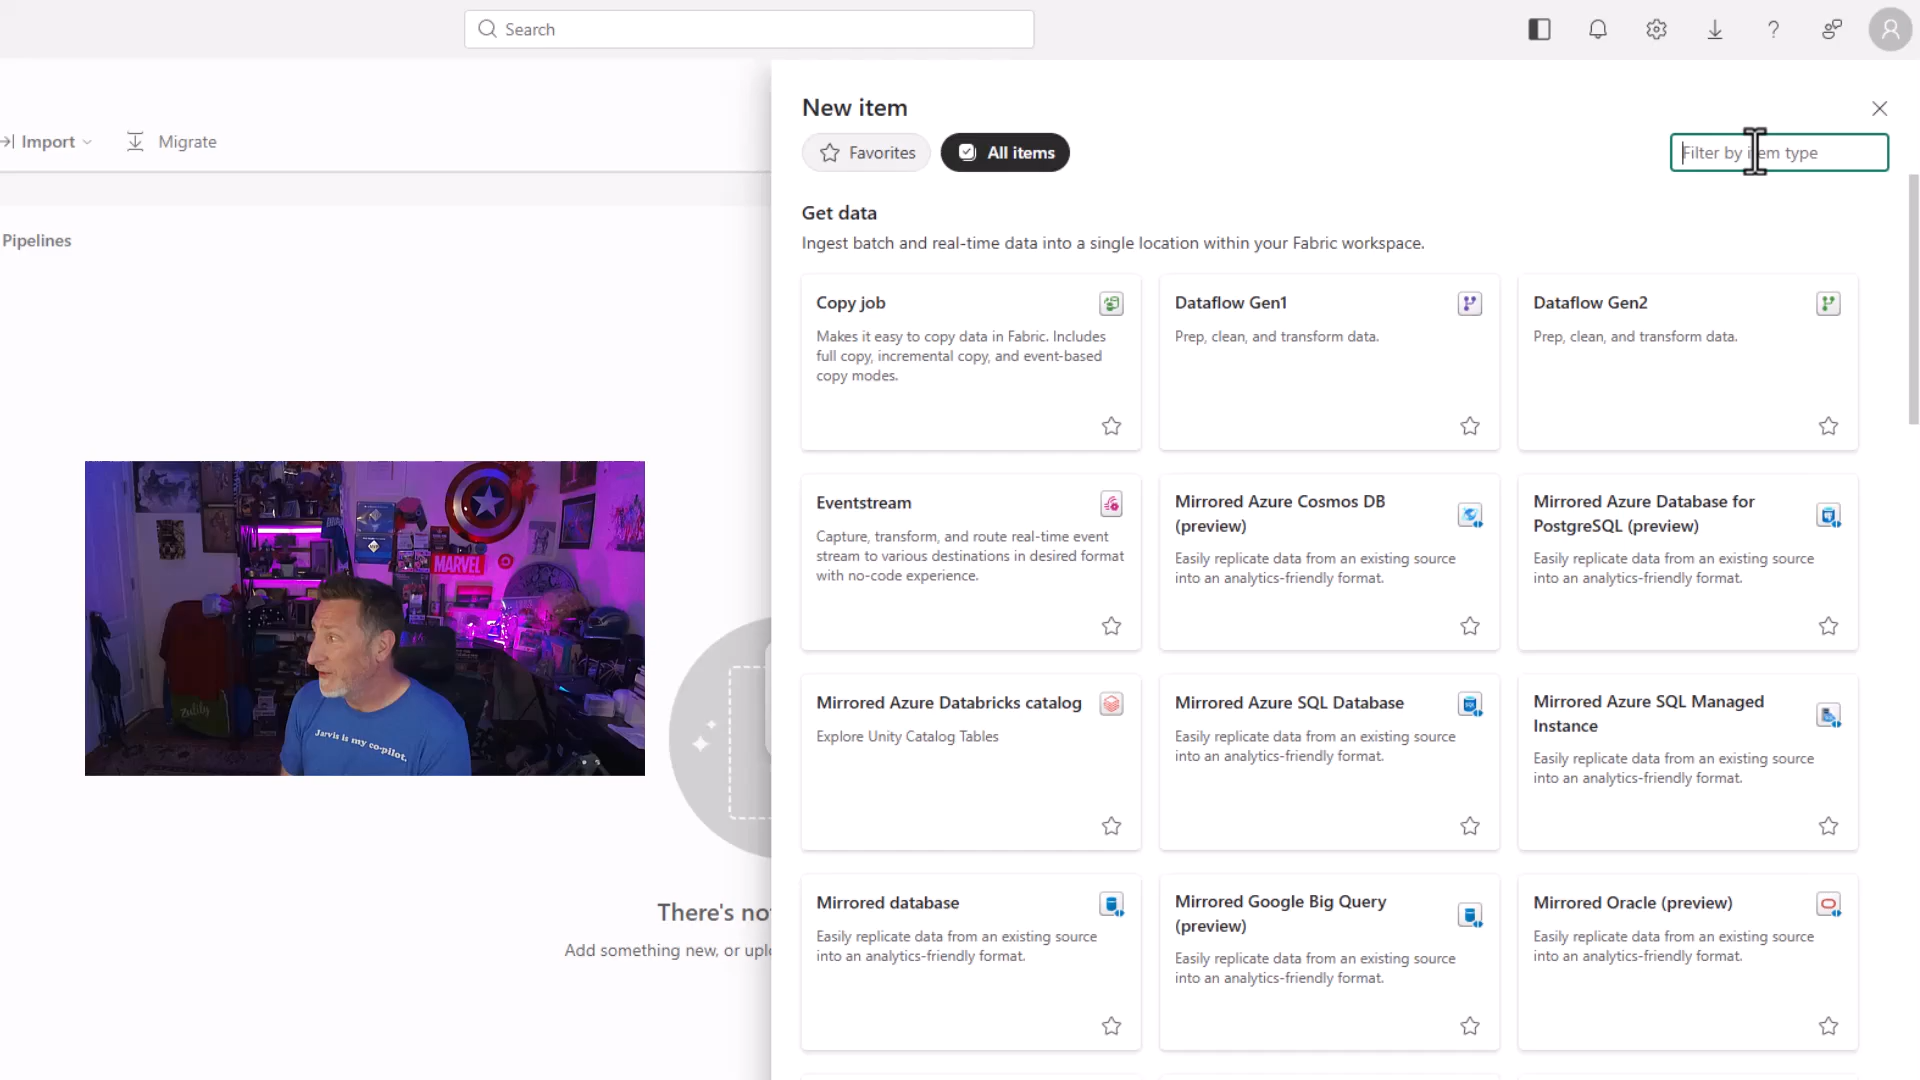 Search
New item
Import
Migrate
Favorites
All items
Filter by item type
Get data
Ingest batch and real-time data into a single location within your Fabric workspace.
Pipelines
Copy job
Makes it easy to copy data in Fabric. Includes
full copy, incremental copy, and event-based
copy modes.
Dataflow Gen1
Prep, clean, and transform data.
Dataflow Gen2
Prep, clean, and transform data.
Eventstream
Capture, transform, and route real-time event
stream to various destinations in desired format
with no-code experience.
Mirrored Azure Cosmos DB
(preview)
Easily replicate data from an existing source
into an analytics-friendly format.
Mirrored Azure Database for
PostgreSQL (preview)
Easily replicate data from an existing source
into an analytics-friendly format.
MARVEL
Zulily
Jarvis is my co-pilot.
Mirrored Azure Databricks catalog
Explore Unity Catalog Tables
Mirrored Azure SQL Database
Easily replicate data from an existing source
into an analytics-friendly format.
Mirrored Azure SQL Managed
Instance
Easily replicate data from an existing source
into an analytics-friendly format.
There's no
Add something new, or uplo
Mirrored database
Easily replicate data from an existing source
into an analytics-friendly format.
Mirrored Google Big Query
(preview)
Easily replicate data from an existing source
into an analytics-friendly format.
Mirrored Oracle (preview)
Easily replicate data from an existing source
into an analytics-friendly format.